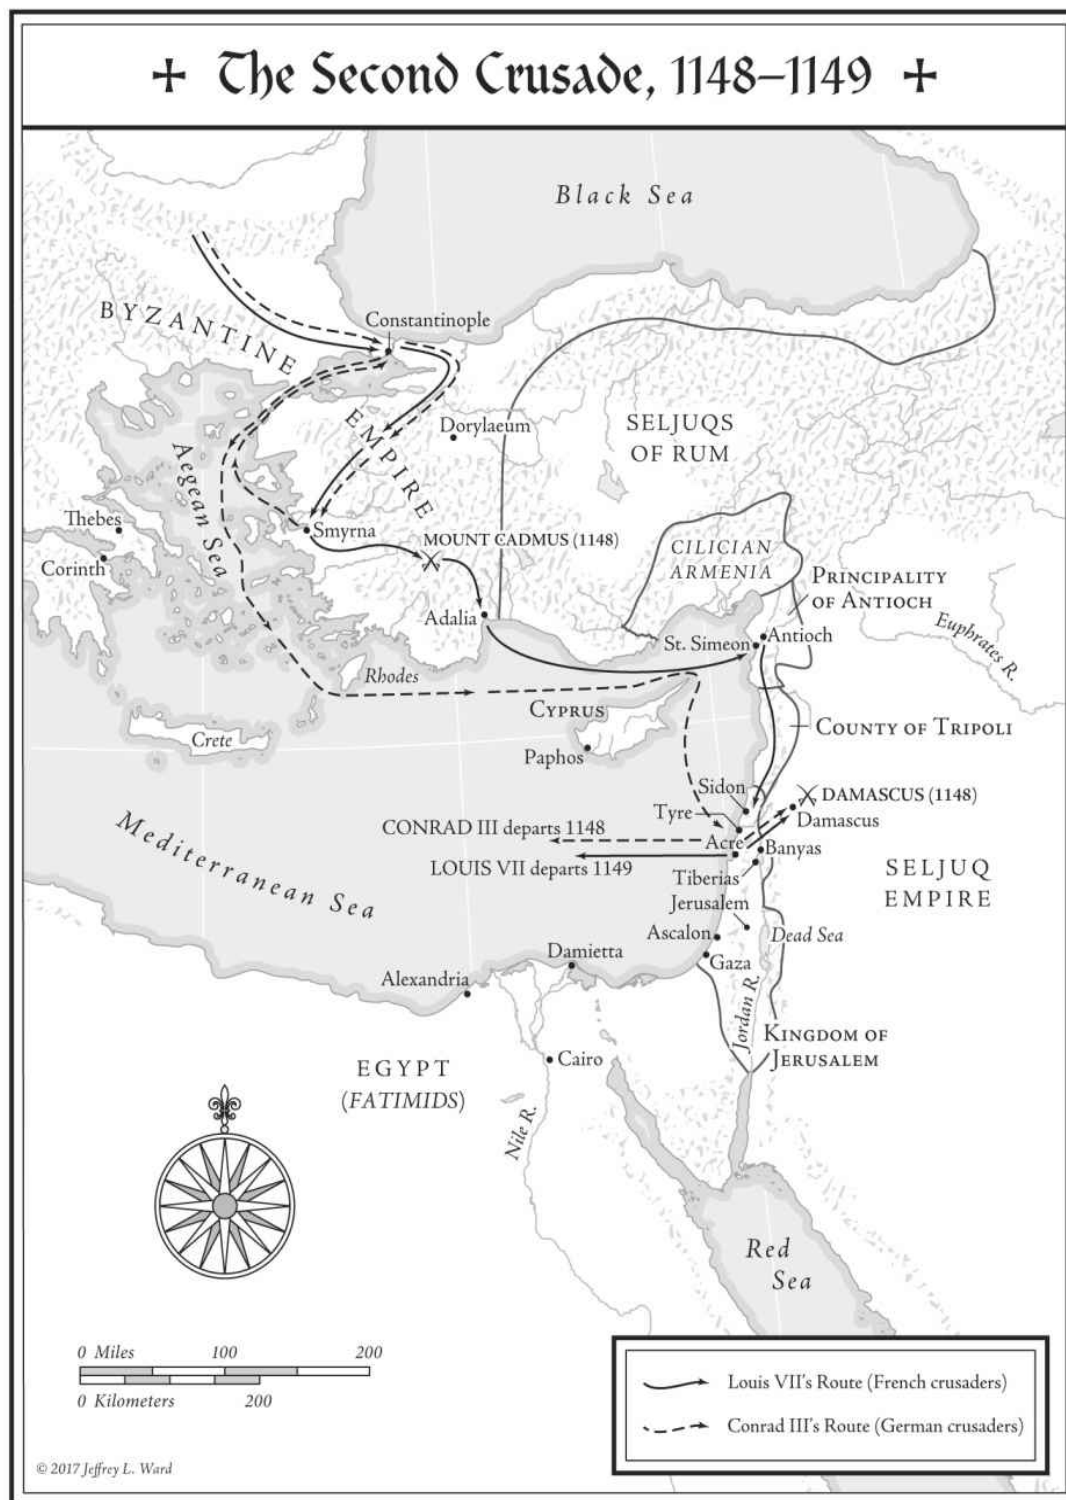 The Second Crusade, 1148–1149
Black Sea
BYZANTINE
EMPIRE
Constantinople
Dorylaeum
SELJUQS
OF RUM
Aegean Sea
Thebes
Corinth
Smyrna
MOUNT CADMUS (1148)
CILICIAN
ARMENIA
PRINCIPALITY
OF ANTIOCH
Adalia
St. Simeon
Antioch
Euphrates R.
Rhodes
CYPRUS
COUNTY OF TRIPOLI
Crete
Paphos
Sidon
DAMASCUS (1148)
Tyre
Damascus
Mediterranean Sea
CONRAD III departs 1148
Acre
Banyas
LOUIS VII departs 1149
Tiberias
SELJUQ
EMPIRE
Jerusalem
Ascalon
Dead Sea
Damietta
Gaza
Alexandria
Jordan R.
KINGDOM OF
JERUSALEM
EGYPT
(FATIMIDS)
Cairo
Nile R.
Red
Sea
0 Miles 100 200
0 Kilometers 200
Louis VII's Route (French crusaders)
Conrad III's Route (German crusaders)
© 2017 Jeffrey L. Ward